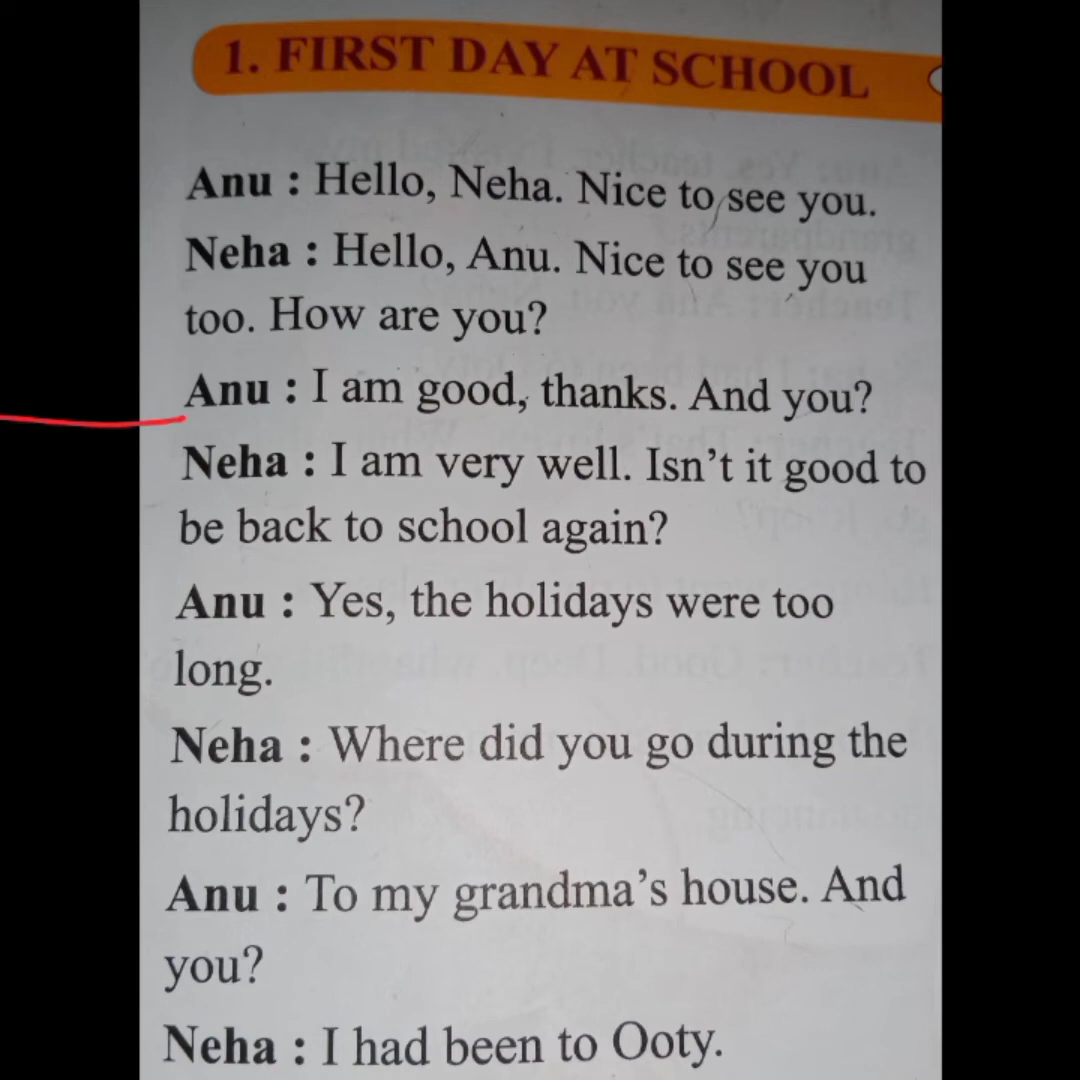 1. FIRST DAY AT SCHOOL
Anu : Hello, Neha. Nice to see you.
Neha : Hello, Anu. Nice to see you
too. How are you?
Anu : I am good, thanks. And you?
Neha : I am very well. Isn’t it good to
be back to school again?
Anu : Yes, the holidays were too
long.
Neha : Where did you go during the
holidays?
Anu : To my grandma’s house. And
you?
Neha : I had been to Ooty.